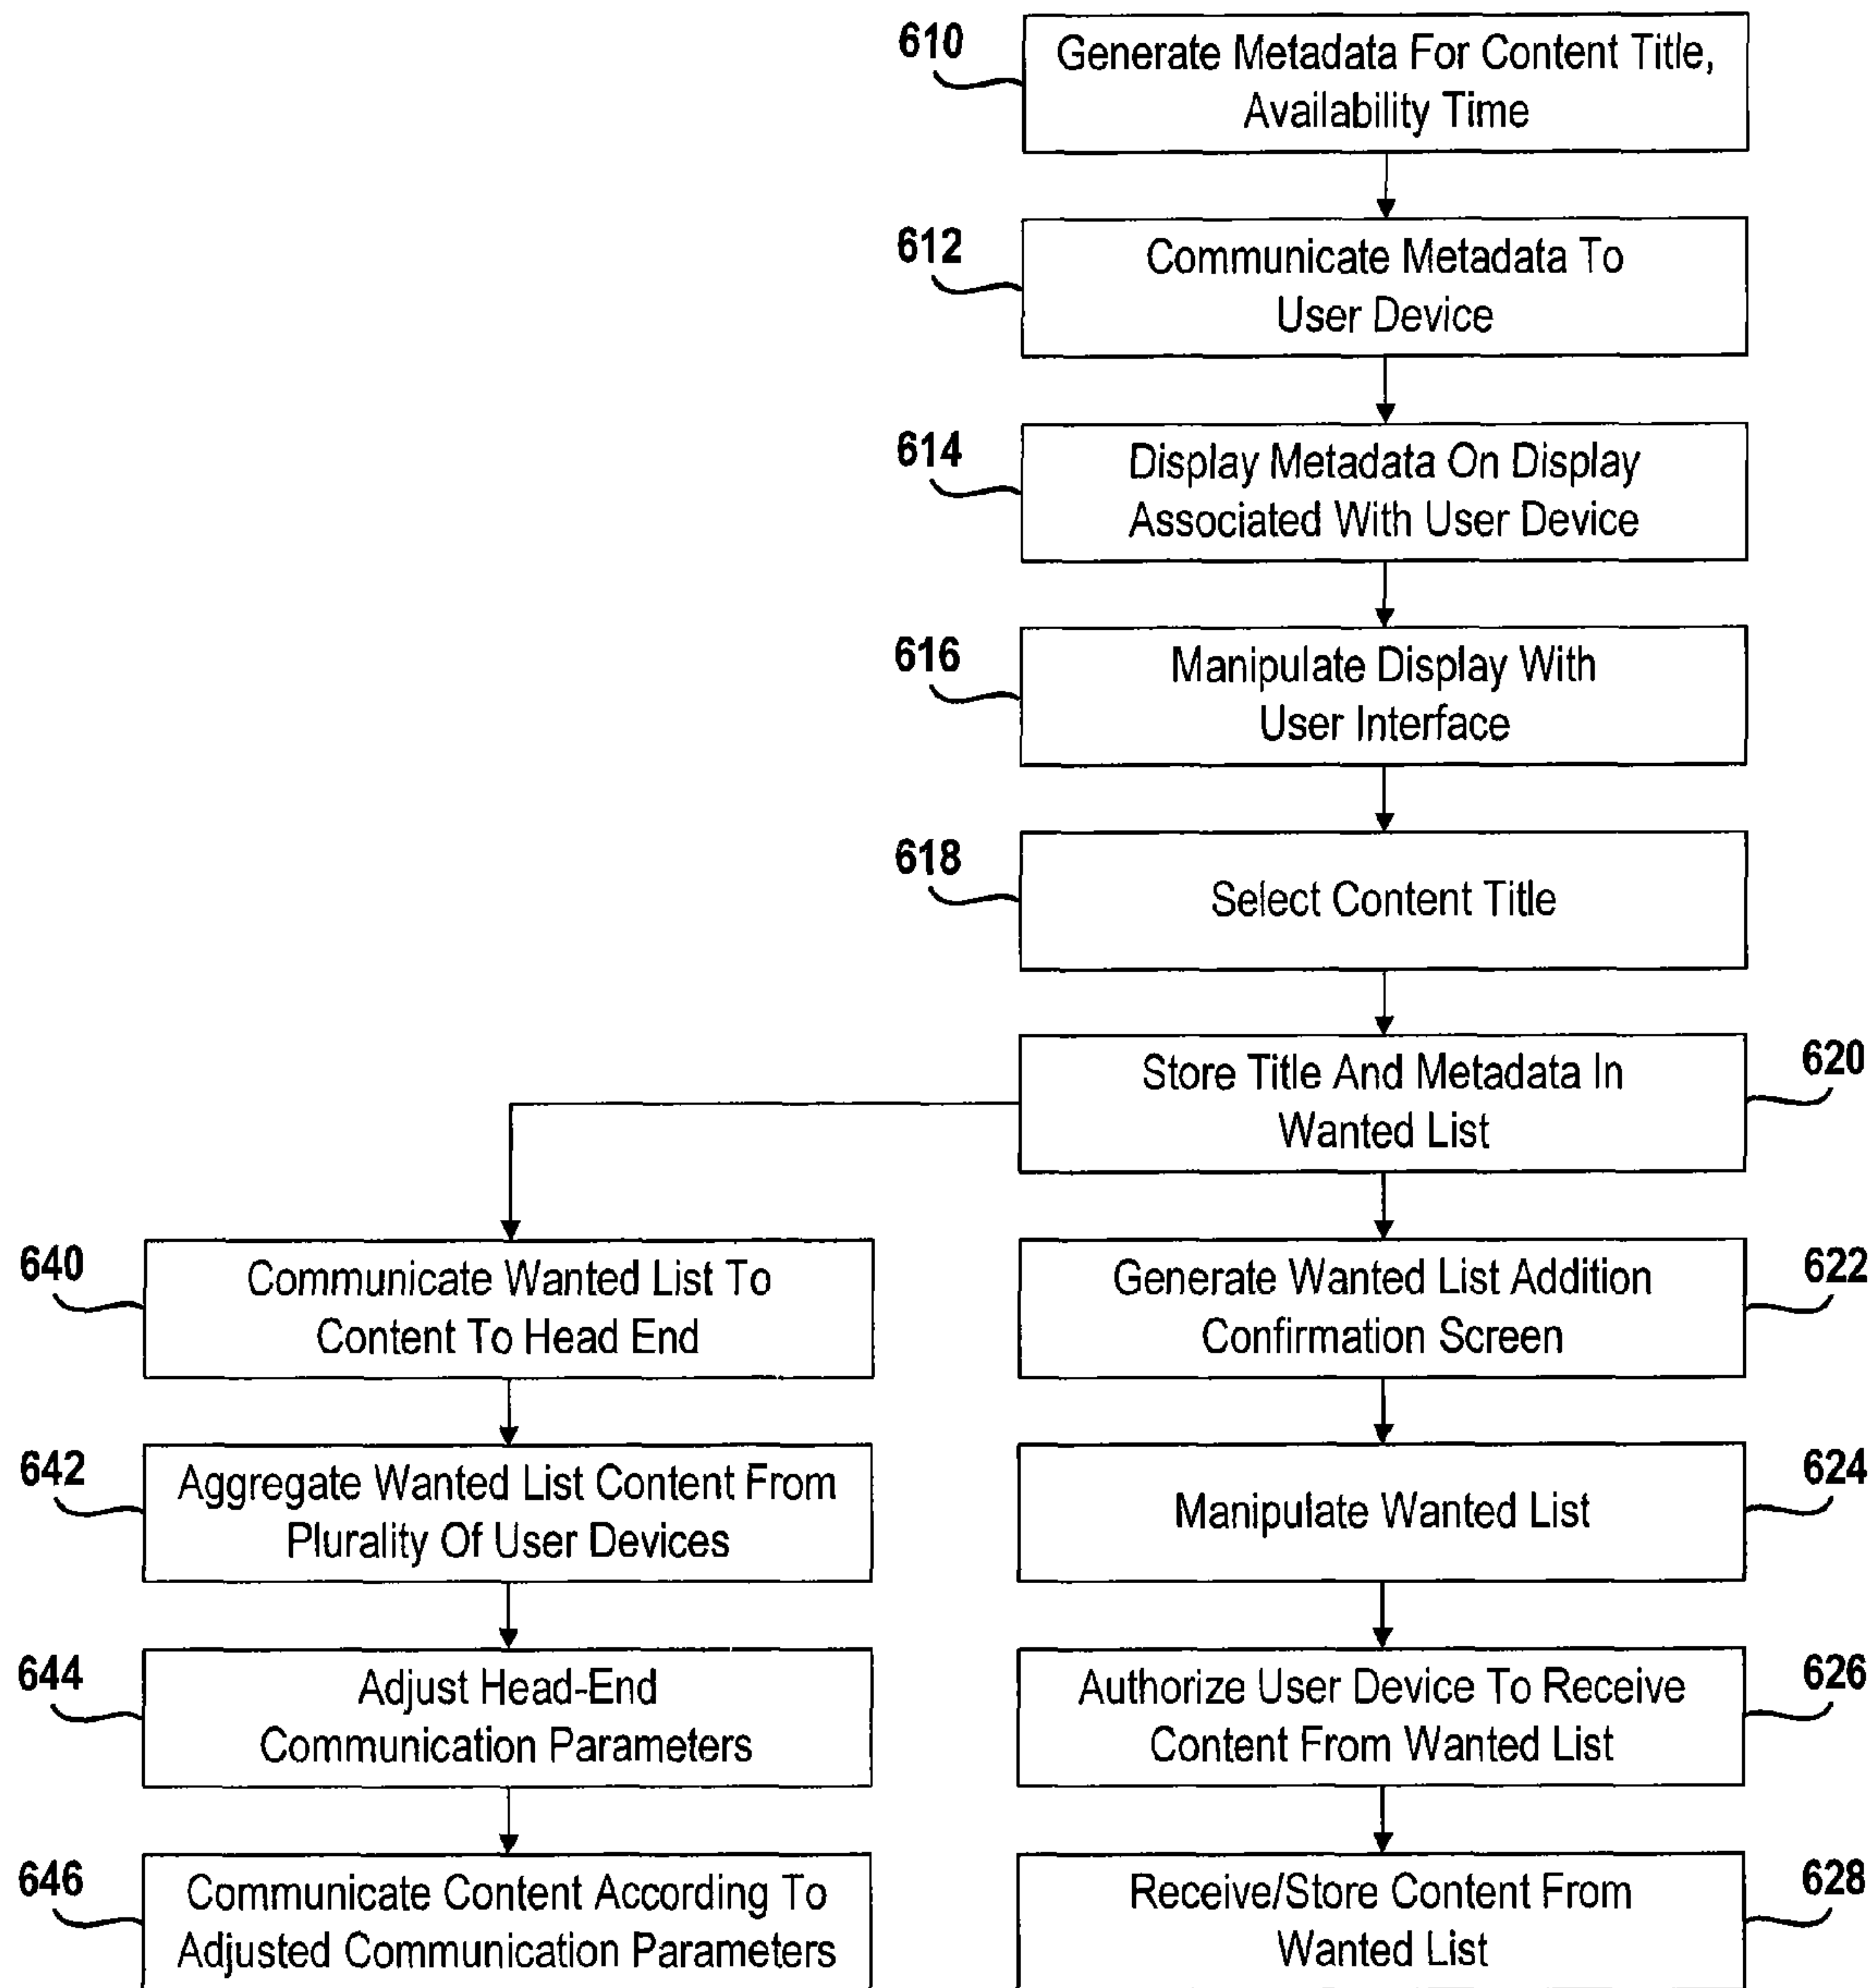 610
Generate Metadata For Content Title,
Availability Time
612
Communicate Metadata To
User Device
614
Display Metadata On Display
Associated With User Device
616
Manipulate Display With
User Interface
618
Select Content Title
620
Store Title And Metadata In
Wanted List
640
Communicate Wanted List To
Content To Head End
622
Generate Wanted List Addition
Confirmation Screen
642
Aggregate Wanted List Content From
Plurality Of User Devices
624
Manipulate Wanted List
644
Adjust Head-End
Communication Parameters
626
Authorize User Device To Receive
Content From Wanted List
646
Communicate Content According To
Adjusted Communication Parameters
628
Receive/Store Content From
Wanted List